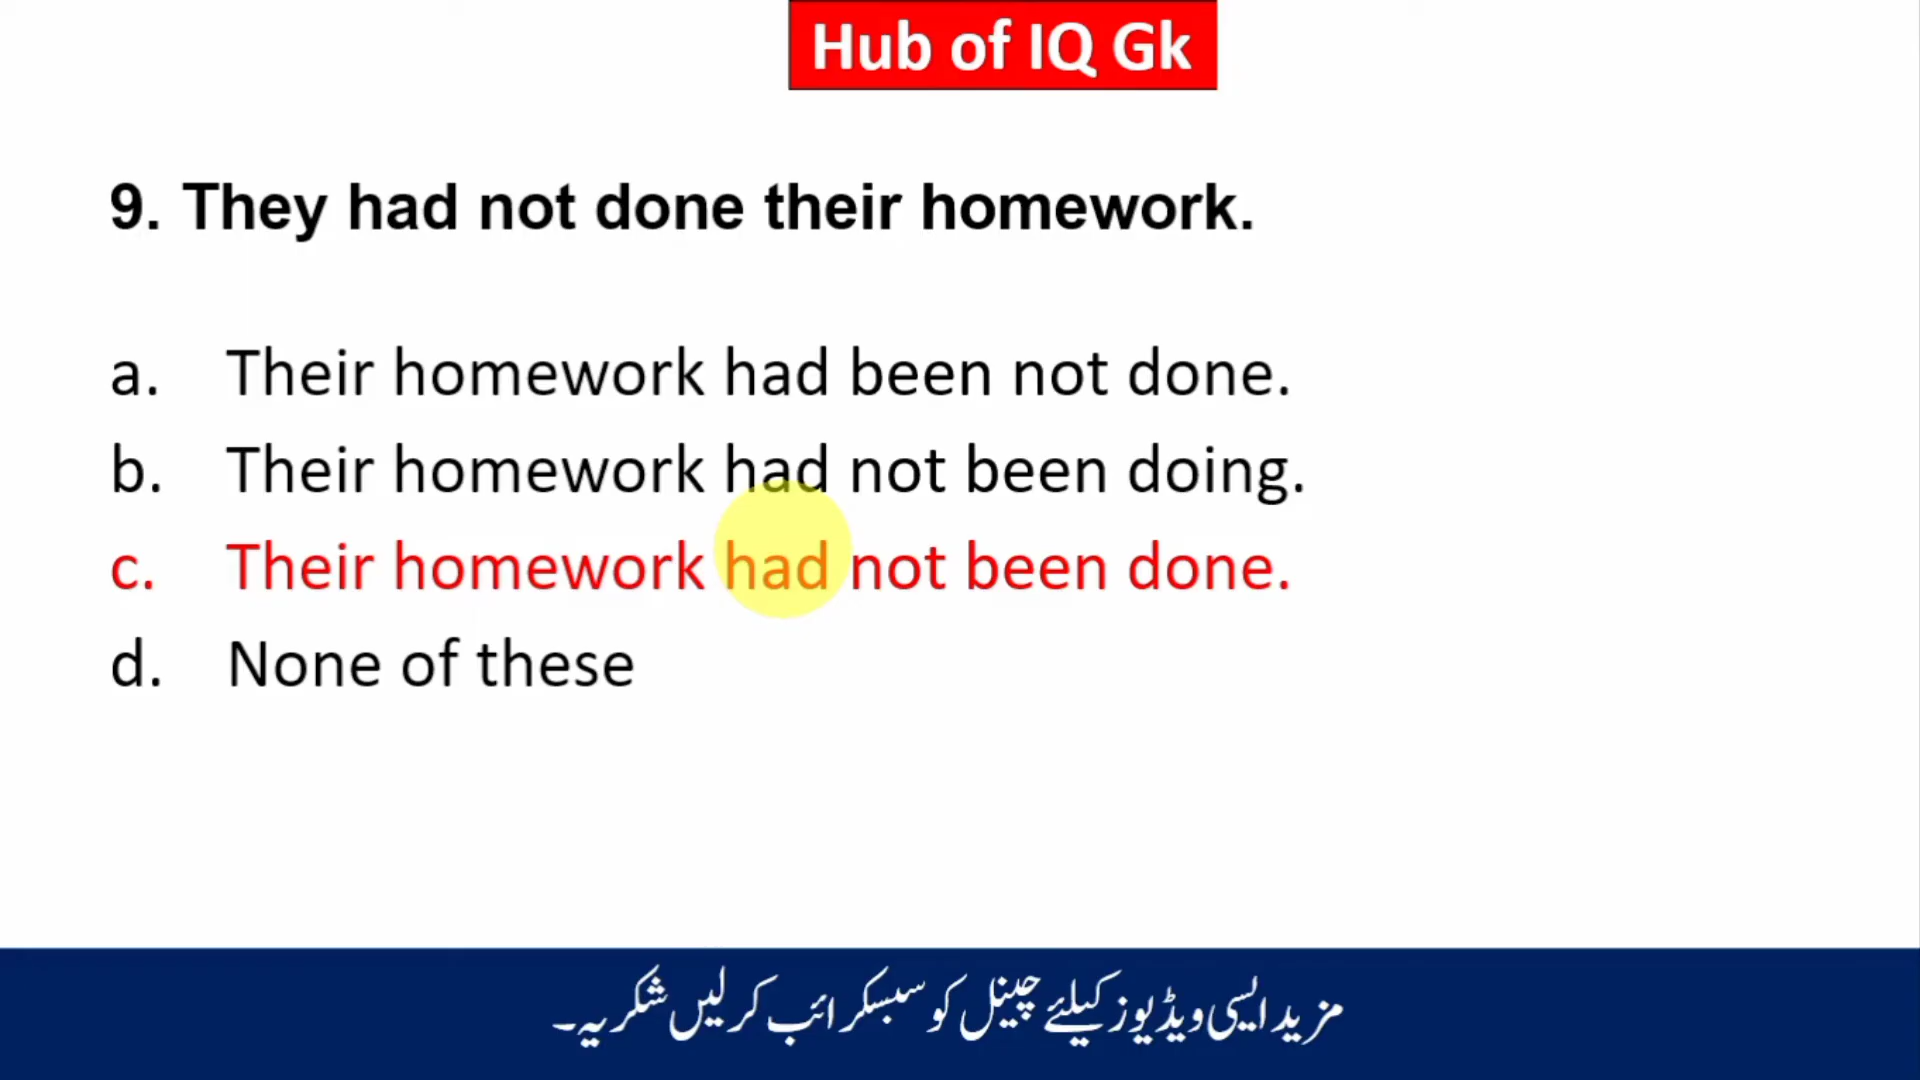 Hub of IQ Gk
9. They had not done their homework.
a. Their homework had been not done.
b. Their homework had not been doing.
c. Their homework had not been done.
d. None of these
مزید ایسی ویڈیوز کیلئے چینل کو سبسکرائب کر لیں شکریہ۔